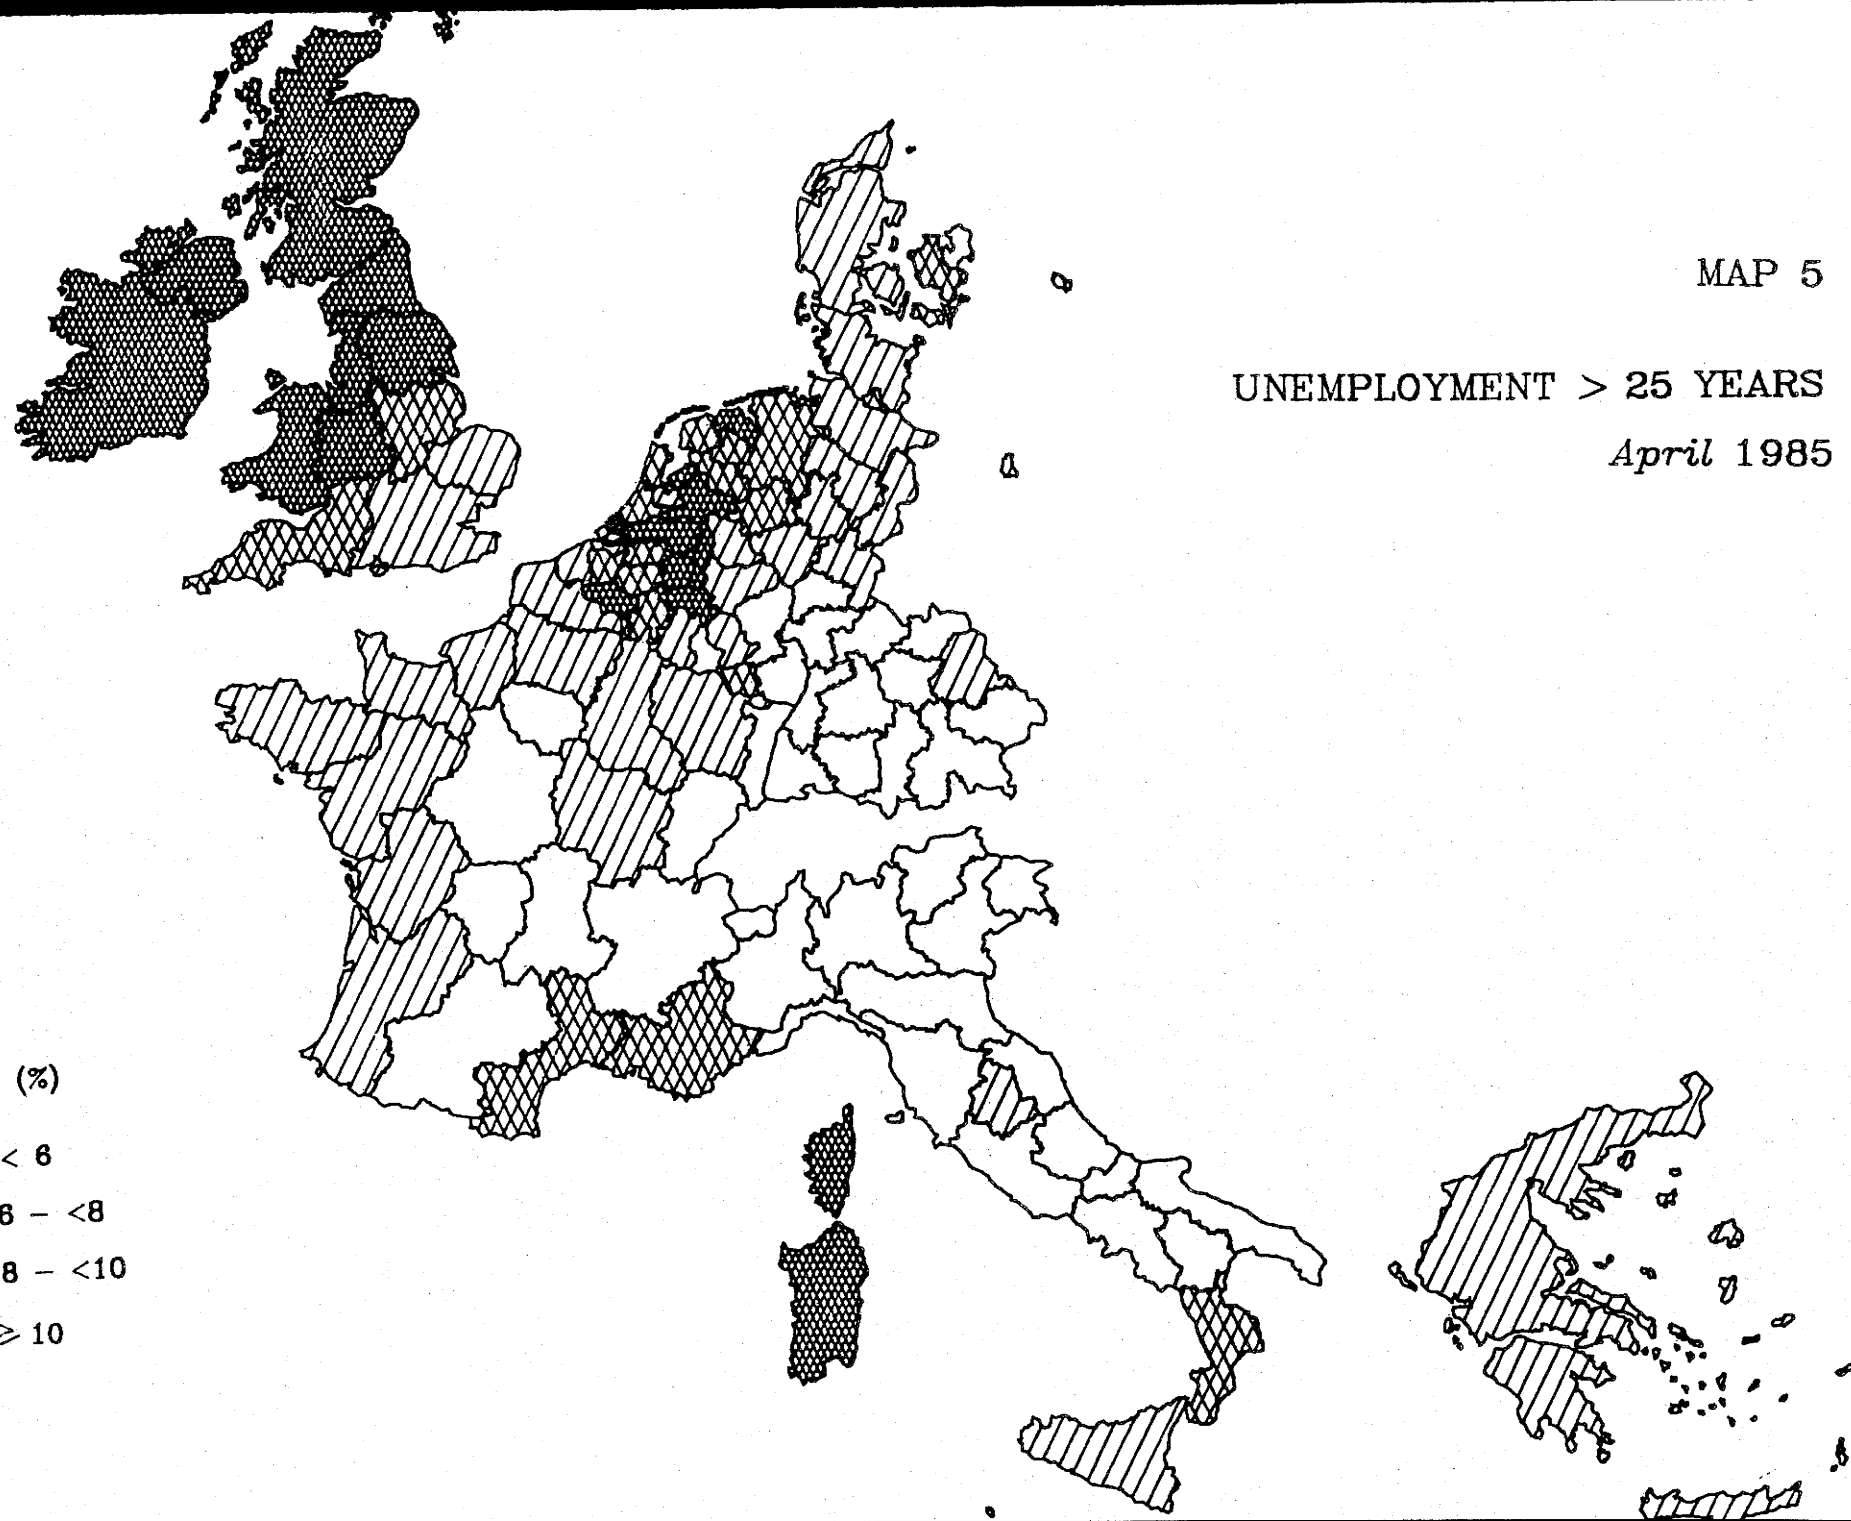 MAP 5
UNEMPLOYMENT > 25 YEARS
April 1985
(%)
< 6
6 – <8
8 – <10
⩾ 10